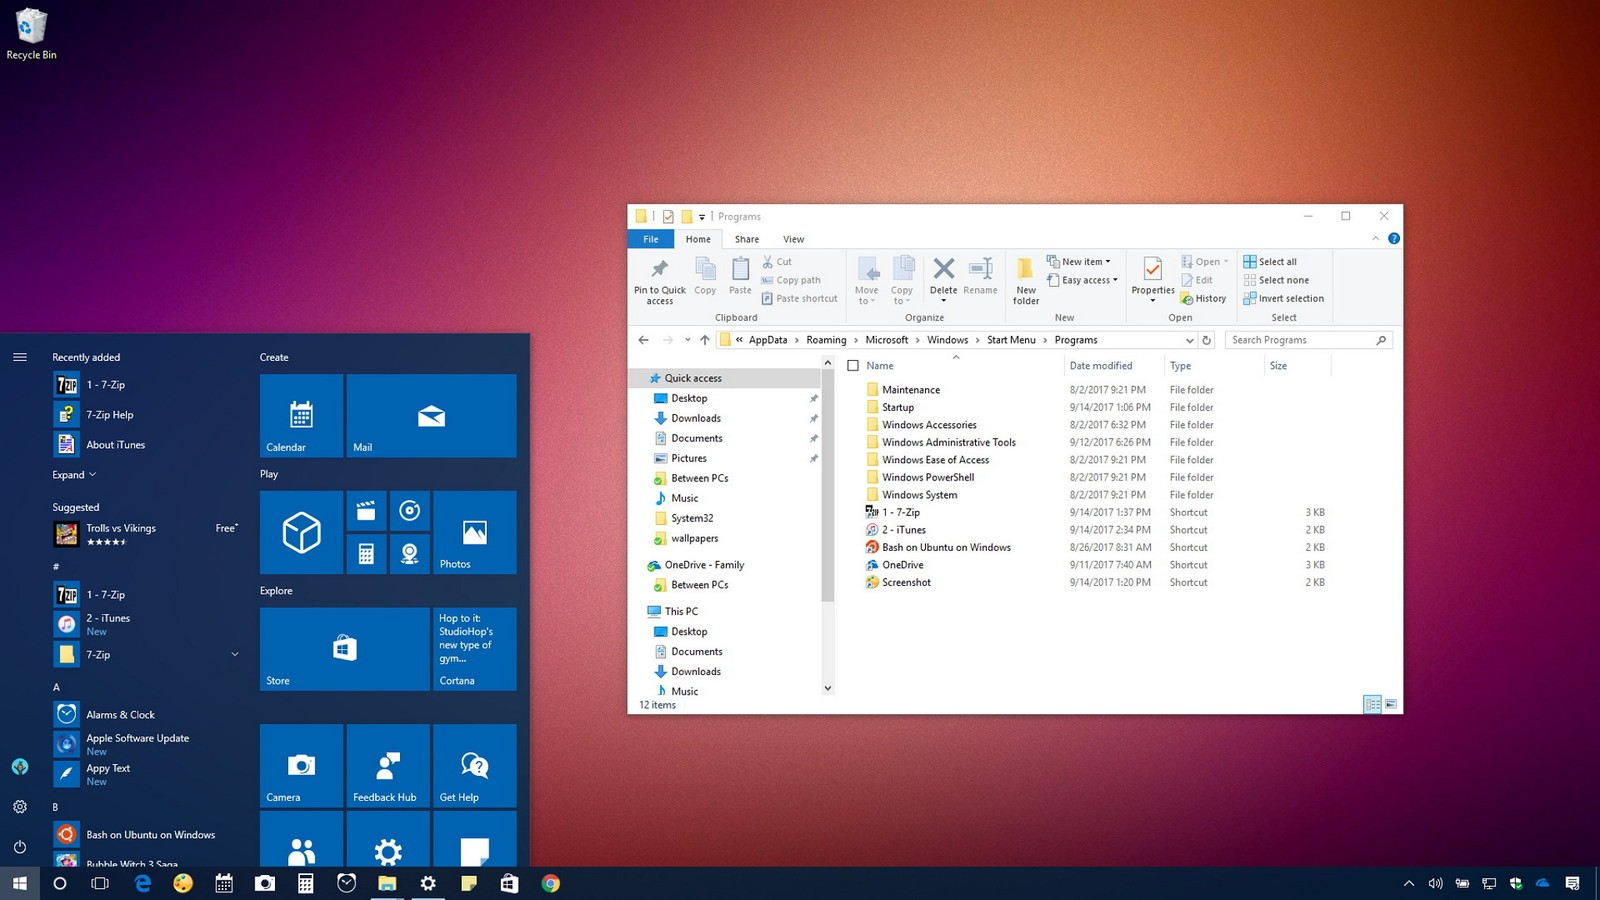 Recycle Bin
Recently added
1 - 7-Zip
7-Zip Help
About iTunes
Expand
Suggested
Trolls vs Vikings Free*
#
1 - 7-Zip
2 - iTunes
New
7-Zip
A
Alarms & Clock
Apple Software Update
New
Appy Text
New
B
Bash on Ubuntu on Windows
Bubble Witch 3 Saga
Create
Calendar
Mail
Play
Photos
Explore
Store
Hop to it:
StudioHop's
new type of
gym...
Cortana
Camera
Feedback Hub
Get Help
Programs
File Home Share View
Pin to Quick
access
Copy
Paste
Cut
Copy path
Paste shortcut
Clipboard
Move
to
Copy
to
Delete
Rename
Organize
New
folder
New item
Easy access
New
Properties
Open
Edit
History
Open
Select all
Select none
Invert selection
Select
« AppData › Roaming › Microsoft › Windows › Start Menu › Programs
Search Programs
Quick access
Desktop
Downloads
Documents
Pictures
Between PCs
Music
System32
wallpapers
OneDrive - Family
Between PCs
This PC
Desktop
Documents
Downloads
Music
Name Date modified Type Size
Maintenance 8/2/2017 9:21 PM File folder
Startup 9/14/2017 1:06 PM File folder
Windows Accessories 8/2/2017 6:32 PM File folder
Windows Administrative Tools 9/12/2017 6:26 PM File folder
Windows Ease of Access 8/2/2017 9:21 PM File folder
Windows PowerShell 8/2/2017 9:21 PM File folder
Windows System 8/2/2017 9:21 PM File folder
1 - 7-Zip 9/14/2017 1:37 PM Shortcut 3 KB
2 - iTunes 9/14/2017 2:34 PM Shortcut 2 KB
Bash on Ubuntu on Windows 8/26/2017 8:31 AM Shortcut 2 KB
OneDrive 9/11/2017 7:40 AM Shortcut 3 KB
Screenshot 9/14/2017 1:20 PM Shortcut 2 KB
12 items